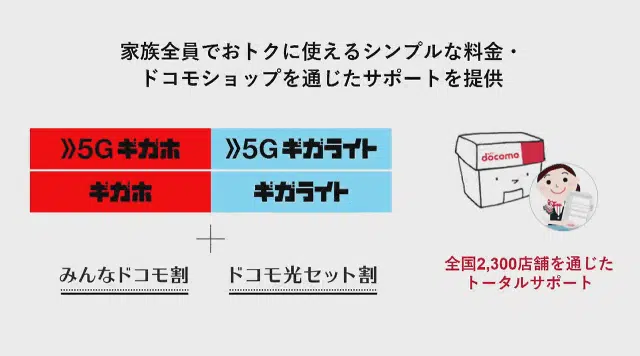 家族全員でおトクに使えるシンプルな料金・
ドコモショップを通じたサポートを提供
»5G ギガホ
»5G ギガライト
ギガホ
ギガライト
döcomo
+
みんなドコモ割
ドコモ光セット割
全国2,300店舗を通じた
トータルサポート